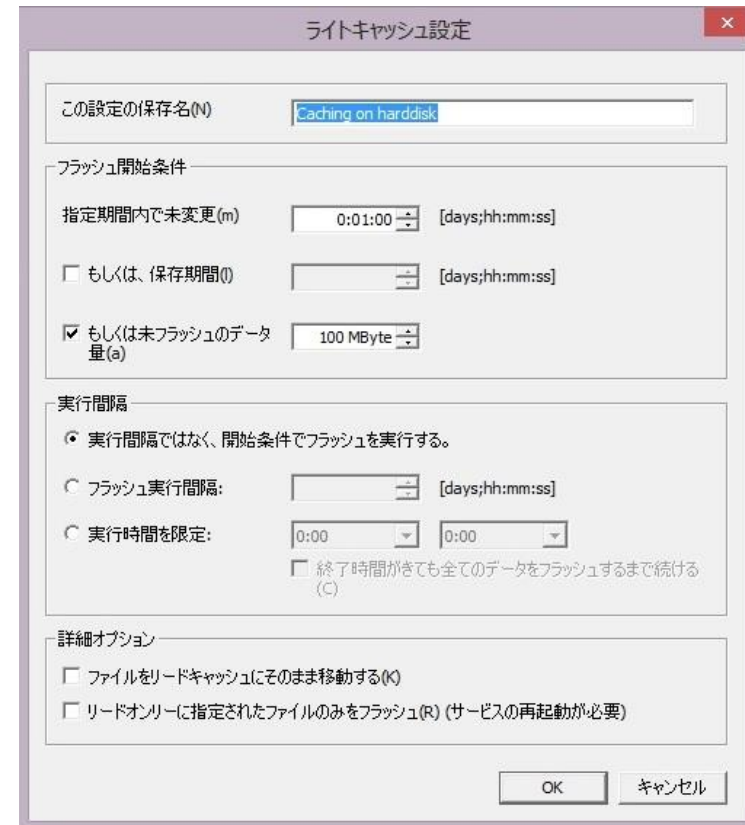 ライトキャッシュ設定
×
この設定の保存名(N)
Caching on harddisk
フラッシュ開始条件
指定期間内で未変更(m)
0:01:00
[days;hh:mm:ss]
もしくは、保存期間(l)
[days;hh:mm:ss]
もしくは未フラッシュのデータ
量(a)
100 MByte
実行間隔
実行間隔ではなく、開始条件でフラッシュを実行する。
フラッシュ実行間隔:
[days;hh:mm:ss]
実行時間を限定:
0:00
0:00
終了時間がきても全てのデータをフラッシュするまで続ける
(C)
詳細オプション
ファイルをリードキャッシュにそのまま移動する(K)
リードオンリーに指定されたファイルのみをフラッシュ(R) (サービスの再起動が必要)
OK
キャンセル